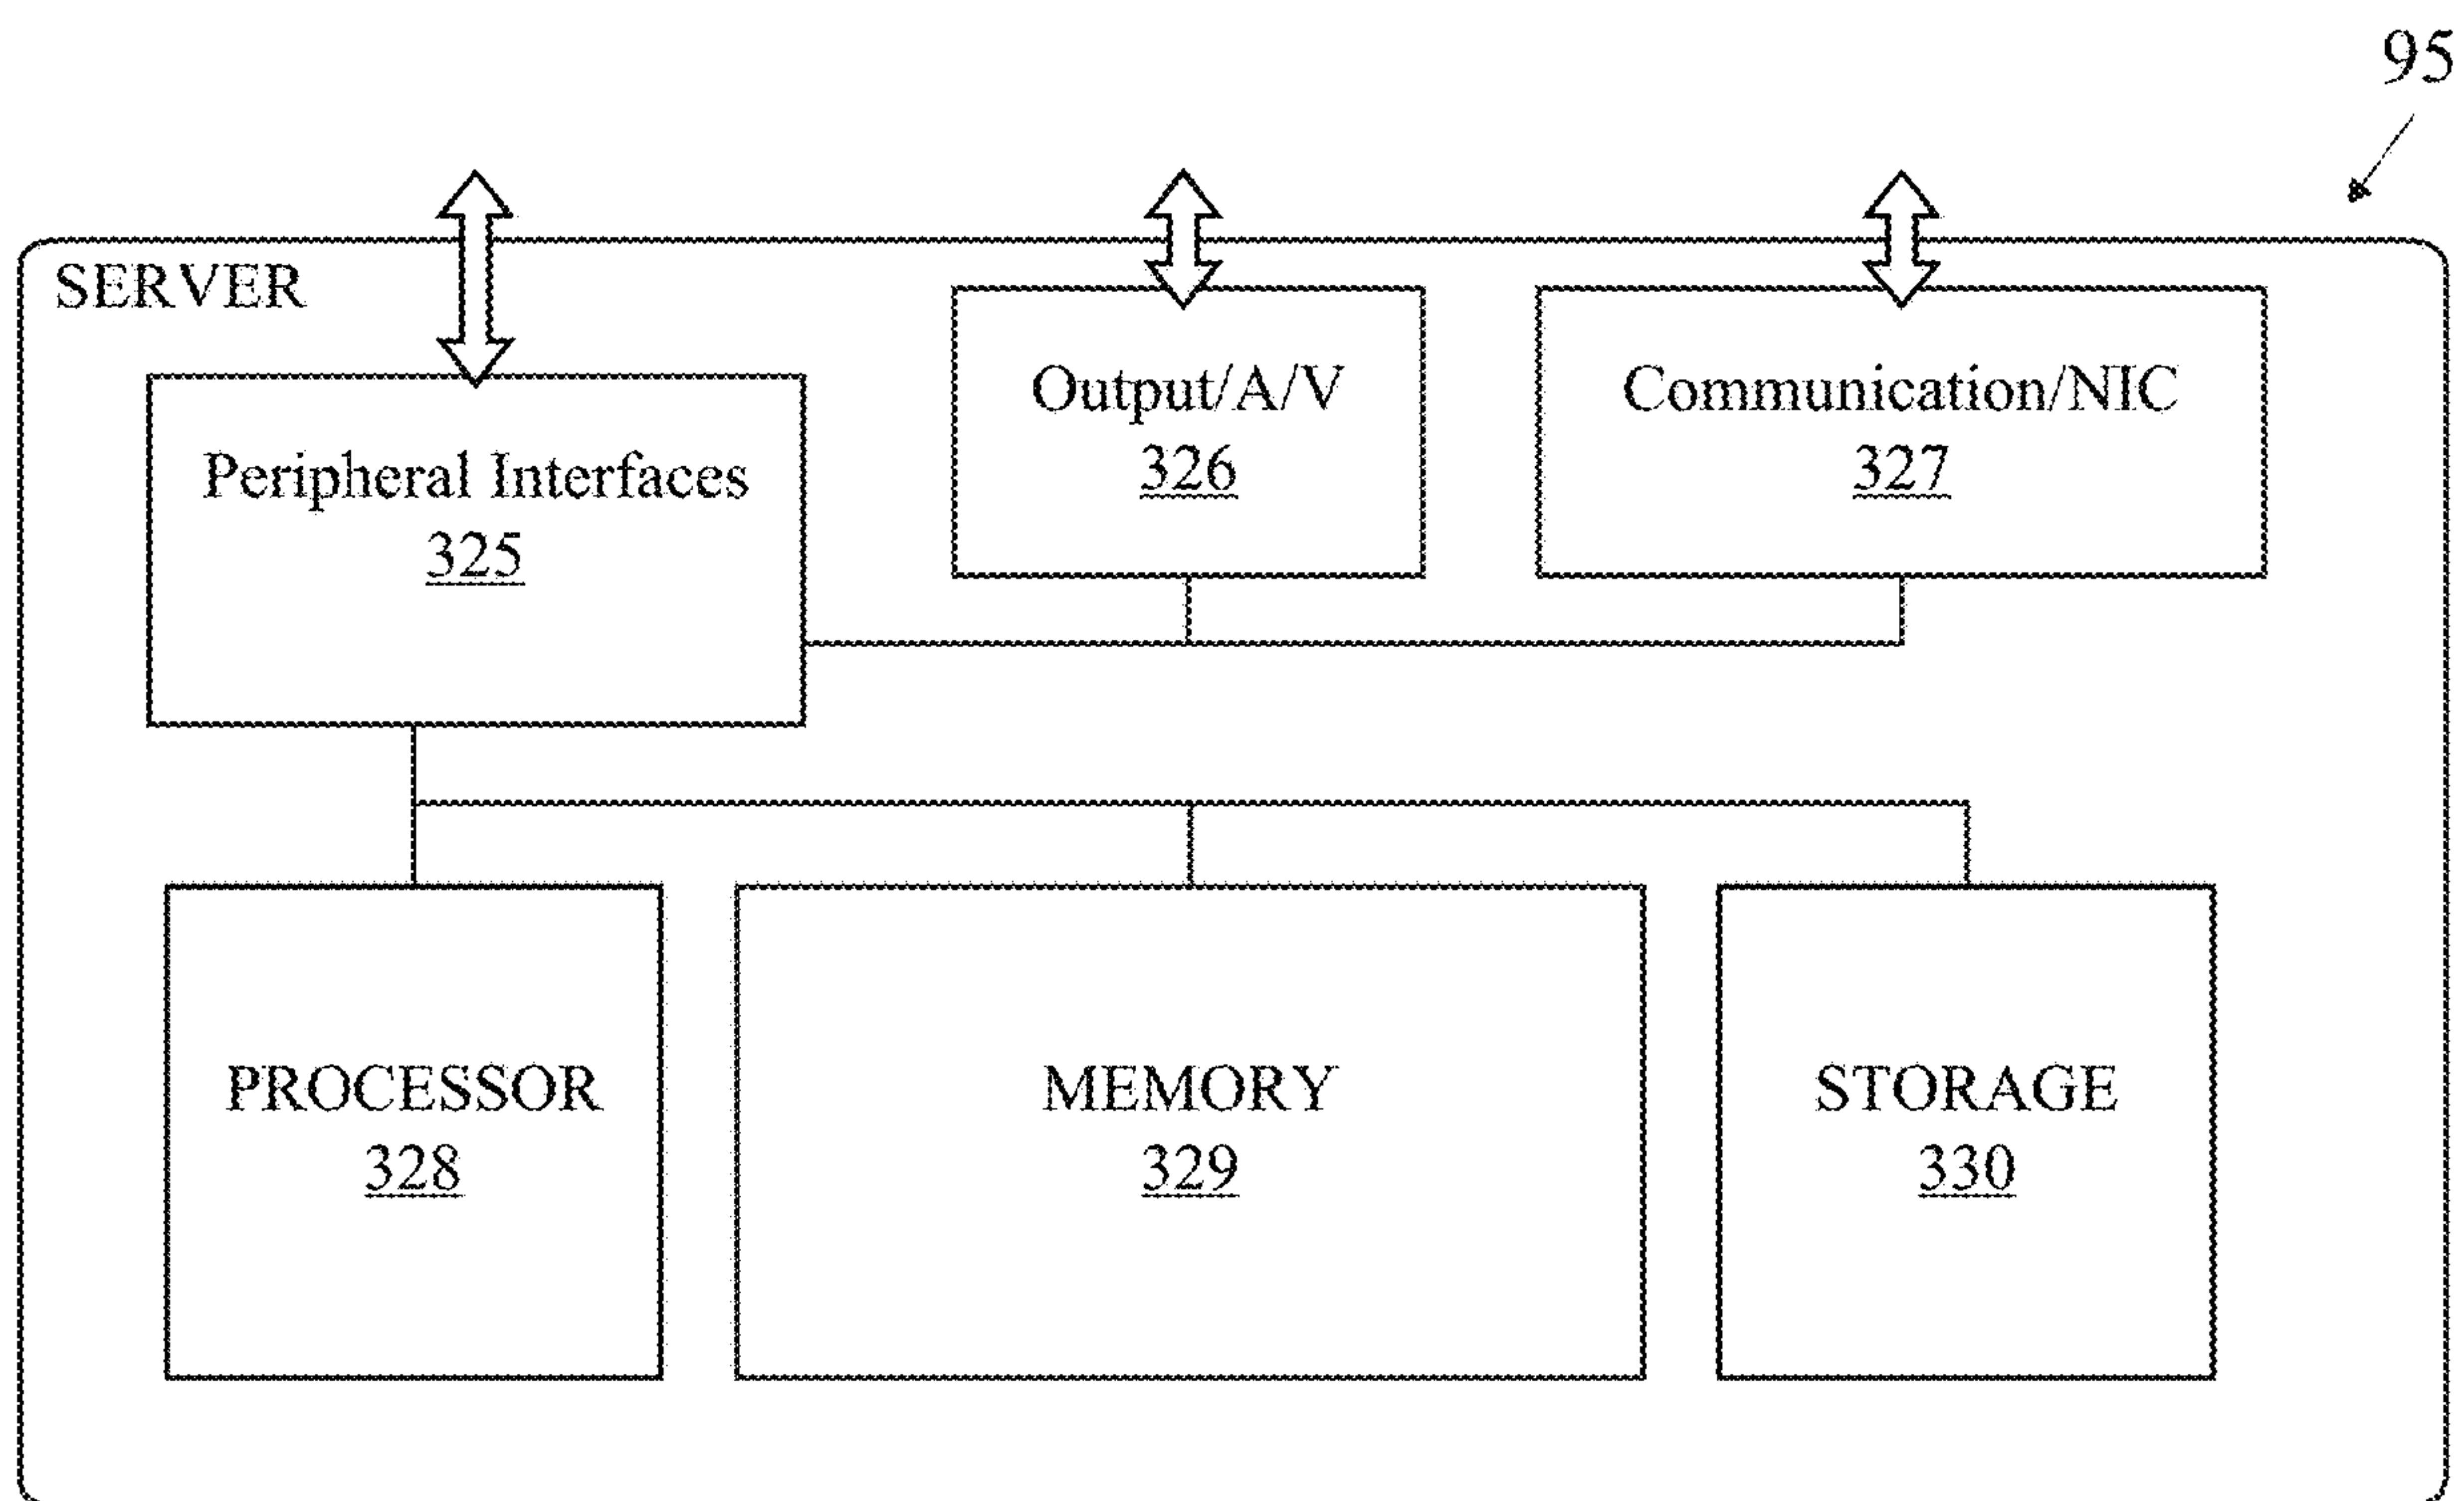 95
SERVER
Peripheral Interfaces
325
Output/A/V
326
Communication/NIC
327
PROCESSOR
328
MEMORY
329
STORAGE
330